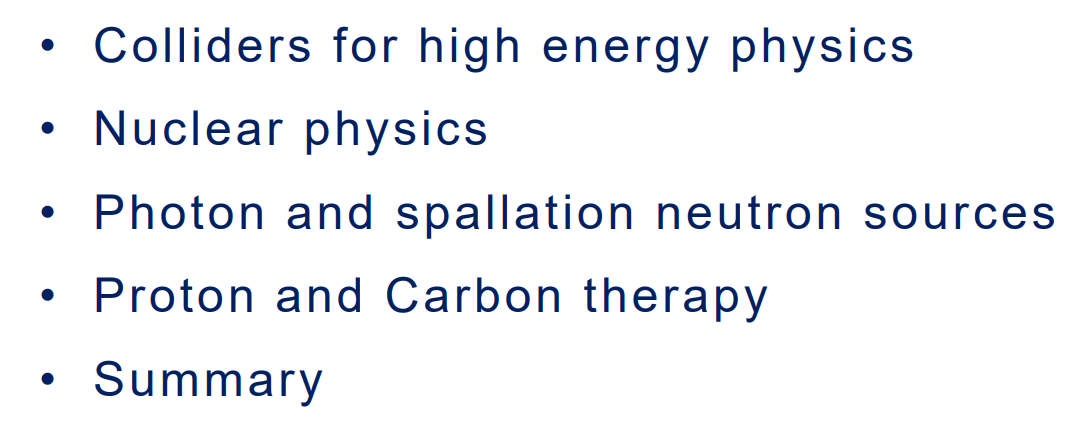 • Colliders for high energy physics
• Nuclear physics
• Photon and spallation neutron sources
• Proton and Carbon therapy
• Summary